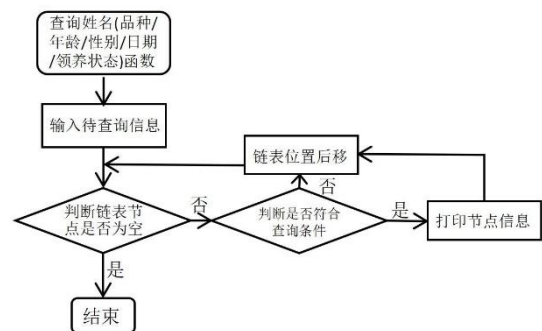 查询姓名(品种/
年龄/性别/日期
/领养状态)函数
输入待查询信息
链表位置后移
判断链表节
点是否为空
否
判断是否符合
查询条件
否
是
打印节点信息
是
结束